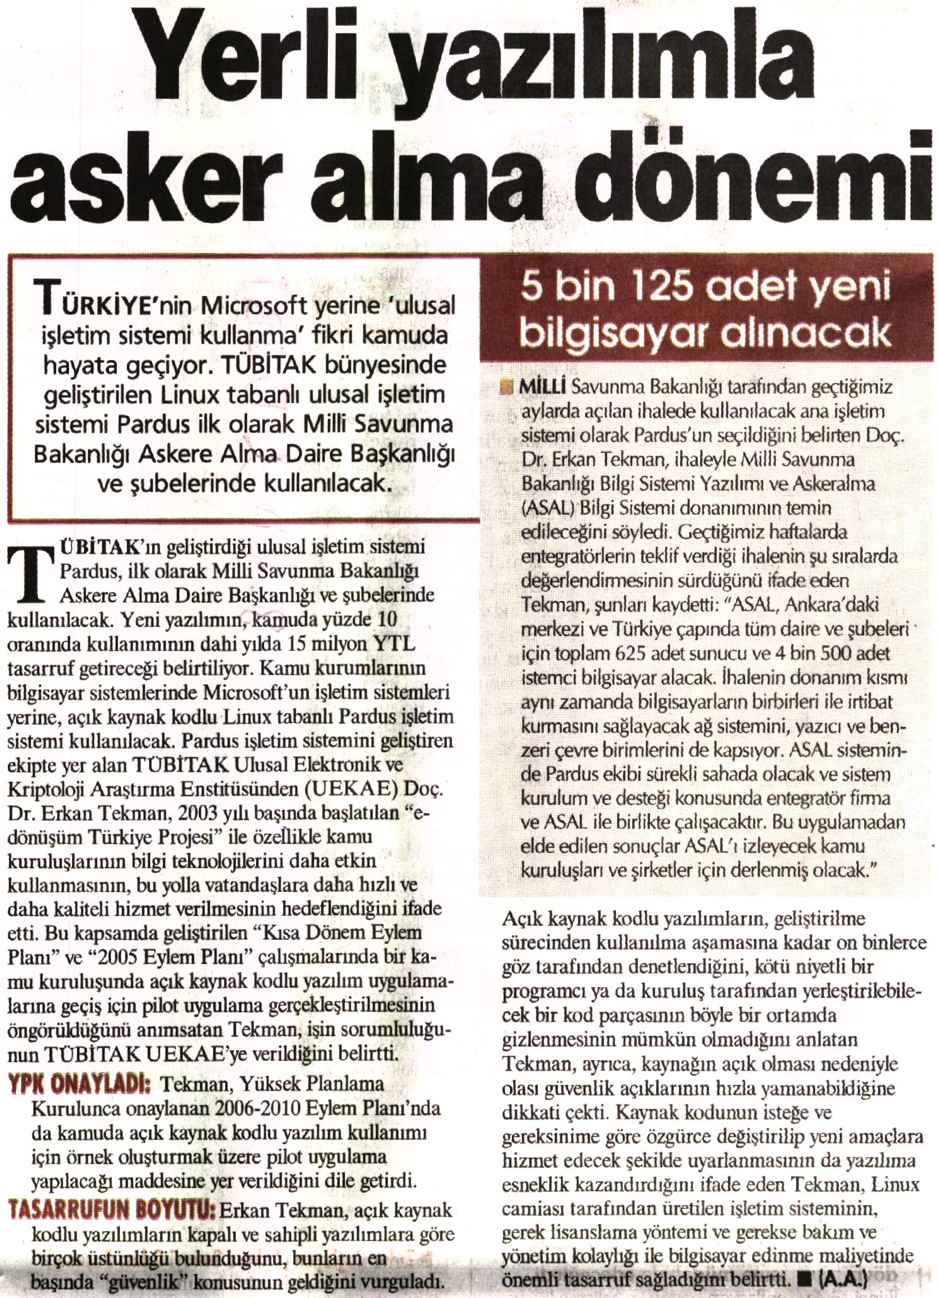 Yerli yazılımla
asker alma dönemi
TÜRKİYE'nin Microsoft yerine 'ulusal
işletim sistemi kullanma' fikri kamuda
hayata geçiyor. TÜBİTAK bünyesinde
geliştirilen Linux tabanlı ulusal işletim
sistemi Pardus ilk olarak Milli Savunma
Bakanlığı Askere Alma Daire Başkanlığı
ve şubelerinde kullanılacak.
TÜBİTAK'ın geliştirdiği ulusal işletim sistemi
Pardus, ilk olarak Milli Savunma Bakanlığı
Askere Alma Daire Başkanlığı ve şubelerinde
kullanılacak. Yeni yazılımın, kamuda yüzde 10
oranında kullanımının dahi yılda 15 milyon YTL
tasarruf getireceği belirtiliyor. Kamu kurumlarının
bilgisayar sistemlerinde Microsoft'un işletim sistemleri
yerine, açık kaynak kodlu Linux tabanlı Pardus işletim
sistemi kullanılacak. Pardus işletim sistemini geliştiren
ekipte yer alan TÜBİTAK Ulusal Elektronik ve
Kriptoloji Araştırma Enstitüsünden (UEKAE) Doç.
Dr. Erkan Tekman, 2003 yılı başında başlatılan "e-
dönüşüm Türkiye Projesi" ile özellikle kamu
kuruluşlarının bilgi teknolojilerini daha etkin
kullanmasının, bu yolla vatandaşlara daha hızlı ve
daha kaliteli hizmet verilmesinin hedeflendiğini ifade
etti. Bu kapsamda geliştirilen "Kısa Dönem Eylem
Planı" ve "2005 Eylem Planı" çalışmalarında bir ka-
mu kuruluşunda açık kaynak kodlu yazılım uygulama-
larına geçiş için pilot uygulama gerçekleştirilmesinin
öngörüldüğünü anımsatan Tekman, işin sorumluluğu-
nun TÜBİTAK UEKAE'ye verildiğini belirtti.
YPK ONAYLADI: Tekman, Yüksek Planlama
Kurulunca onaylanan 2006-2010 Eylem Planı'nda
da kamuda açık kaynak kodlu yazılım kullanımı
için örnek oluşturmak üzere pilot uygulama
yapılacağı maddesine yer verildiğini dile getirdi.
TASARRUFUN BOYUTU: Erkan Tekman, açık kaynak
kodlu yazılımların kapalı ve sahipli yazılımlara göre
birçok üstünlüğü bulunduğunu, bunların en
başında "güvenlik" konusunun geldiğini vurguladı.
5 bin 125 adet yeni
bilgisayar alınacak
MİLLİ Savunma Bakanlığı tarafından geçtiğimiz
aylarda açılan ihalede kullanılacak ana işletim
sistemi olarak Pardus'un seçildiğini belirten Doç.
Dr. Erkan Tekman, ihaleyle Milli Savunma
Bakanlığı Bilgi Sistemi Yazılımı ve Askeralma
(ASAL) Bilgi Sistemi donanımının temin
edileceğini söyledi. Geçtiğimiz haftalarda
entegratörlerin teklif verdiği ihalenin şu sıralarda
değerlendirmesinin sürdüğünü ifade eden
Tekman, şunları kaydetti: "ASAL, Ankara'daki
merkezi ve Türkiye çapında tüm daire ve şubeleri
için toplam 625 adet sunucu ve 4 bin 500 adet
istemci bilgisayar alacak. İhalenin donanım kısmı
aynı zamanda bilgisayarların birbirleri ile irtibat
kurmasını sağlayacak ağ sistemini, yazıcı ve ben-
zeri çevre birimlerini de kapsıyor. ASAL sistemin-
de Pardus ekibi sürekli sahada olacak ve sistem
kurulum ve desteği konusunda entegratör firma
ve ASAL ile birlikte çalışacaktır. Bu uygulamadan
elde edilen sonuçlar ASAL'ı izleyecek kamu
kuruluşları ve şirketler için derlenmiş olacak."
Açık kaynak kodlu yazılımların, geliştirilme
sürecinden kullanılma aşamasına kadar on binlerce
göz tarafından denetlendiğini, kötü niyetli bir
programcı ya da kuruluş tarafından yerleştirilebile-
cek bir kod parçasının böyle bir ortamda
gizlenmesinin mümkün olmadığını anlatan
Tekman, ayrıca, kaynağın açık olması nedeniyle
olası güvenlik açıklarının hızla yamanabildiğine
dikkati çekti. Kaynak kodunun isteğe ve
gereksinime göre özgürce değiştirilip yeni amaçlara
hizmet edecek şekilde uyarlanmasının da yazılıma
esneklik kazandırdığını ifade eden Tekman, Linux
camiası tarafından üretilen işletim sisteminin,
gerek lisanslama yöntemi ve gerekse bakım ve
yönetim kolaylığı ile bilgisayar edinme maliyetinde
önemli tasarruf sağladığını belirtti. ■ (A.A.)